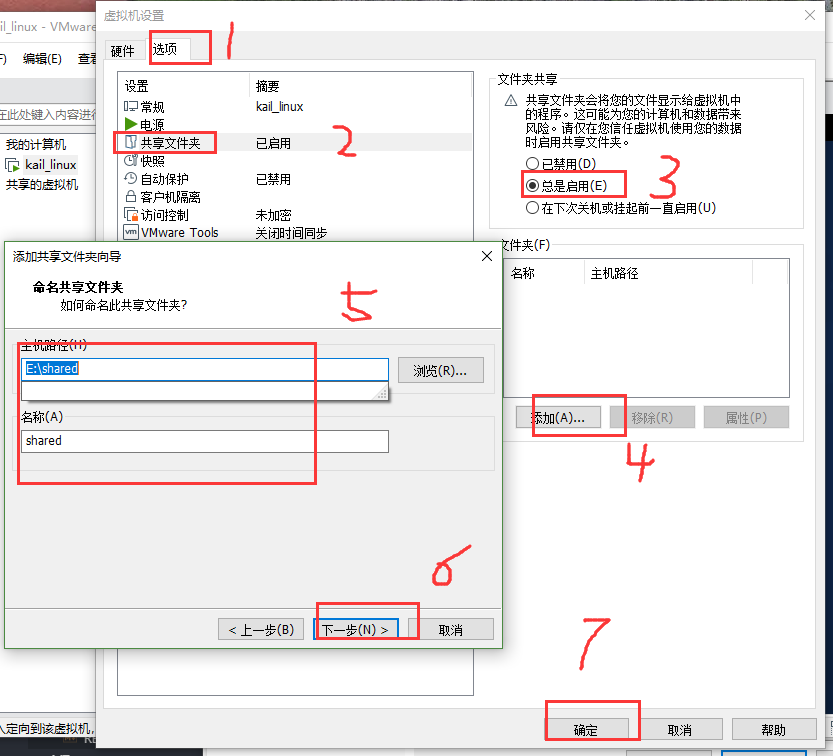 虚拟机设置
ail_linux - VMware
编辑(E)
硬件
选项
1
设置
摘要
常规
kail_linux
电源
共享文件夹
已启用
2
快照
自动保护
已禁用
客户机隔离
访问控制
未加密
VMware Tools
关闭时间同步
在此处键入内容进行
我的计算机
kail_linux
共享的虚拟机
文件夹共享
共享文件夹会将您的文件显示给虚拟机中
的程序。这可能为您的计算机和数据带来
风险。请仅在您信任虚拟机使用您的数据
时启用共享文件夹。
已禁用(D)
总是启用(E)
3
在下次关机或挂起前一直启用(U)
文件夹(F)
名称
主机路径
添加(A)...
移除(R)
属性(P)
4
添加共享文件夹向导
命名共享文件夹
如何命名此共享文件夹?
5
主机路径(H)
E:\shared
浏览(R)...
名称(A)
shared
6
< 上一步(B)
下一步(N) >
取消
7
入定向到该虚拟机,
确定
取消
帮助